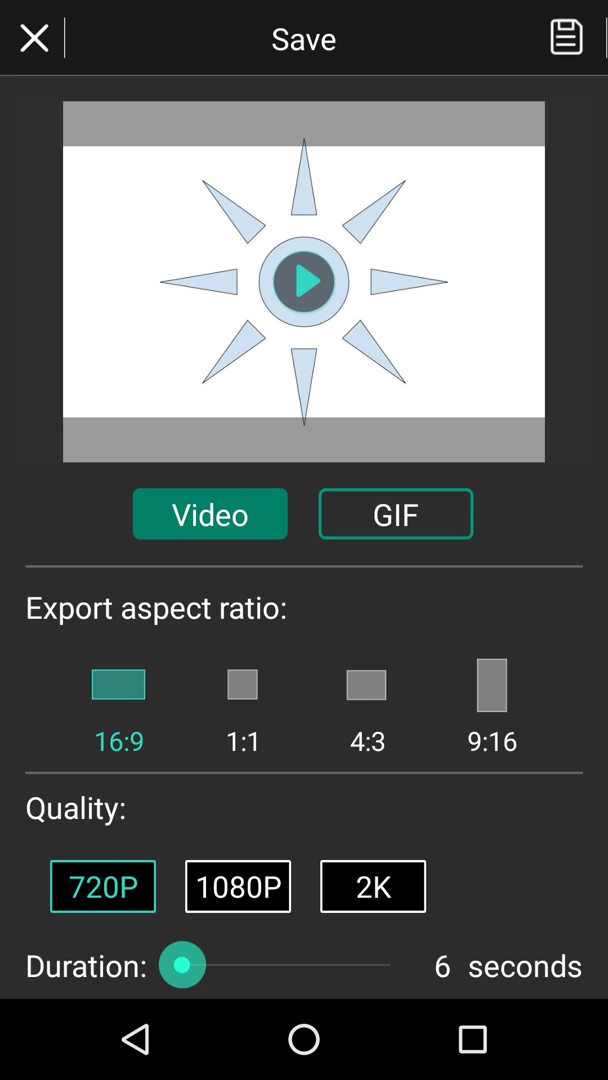 Save
Video GIF
Export aspect ratio:
16:9 1:1 4:3 9:16
Quality:
720P 1080P 2K
Duration: 6 seconds